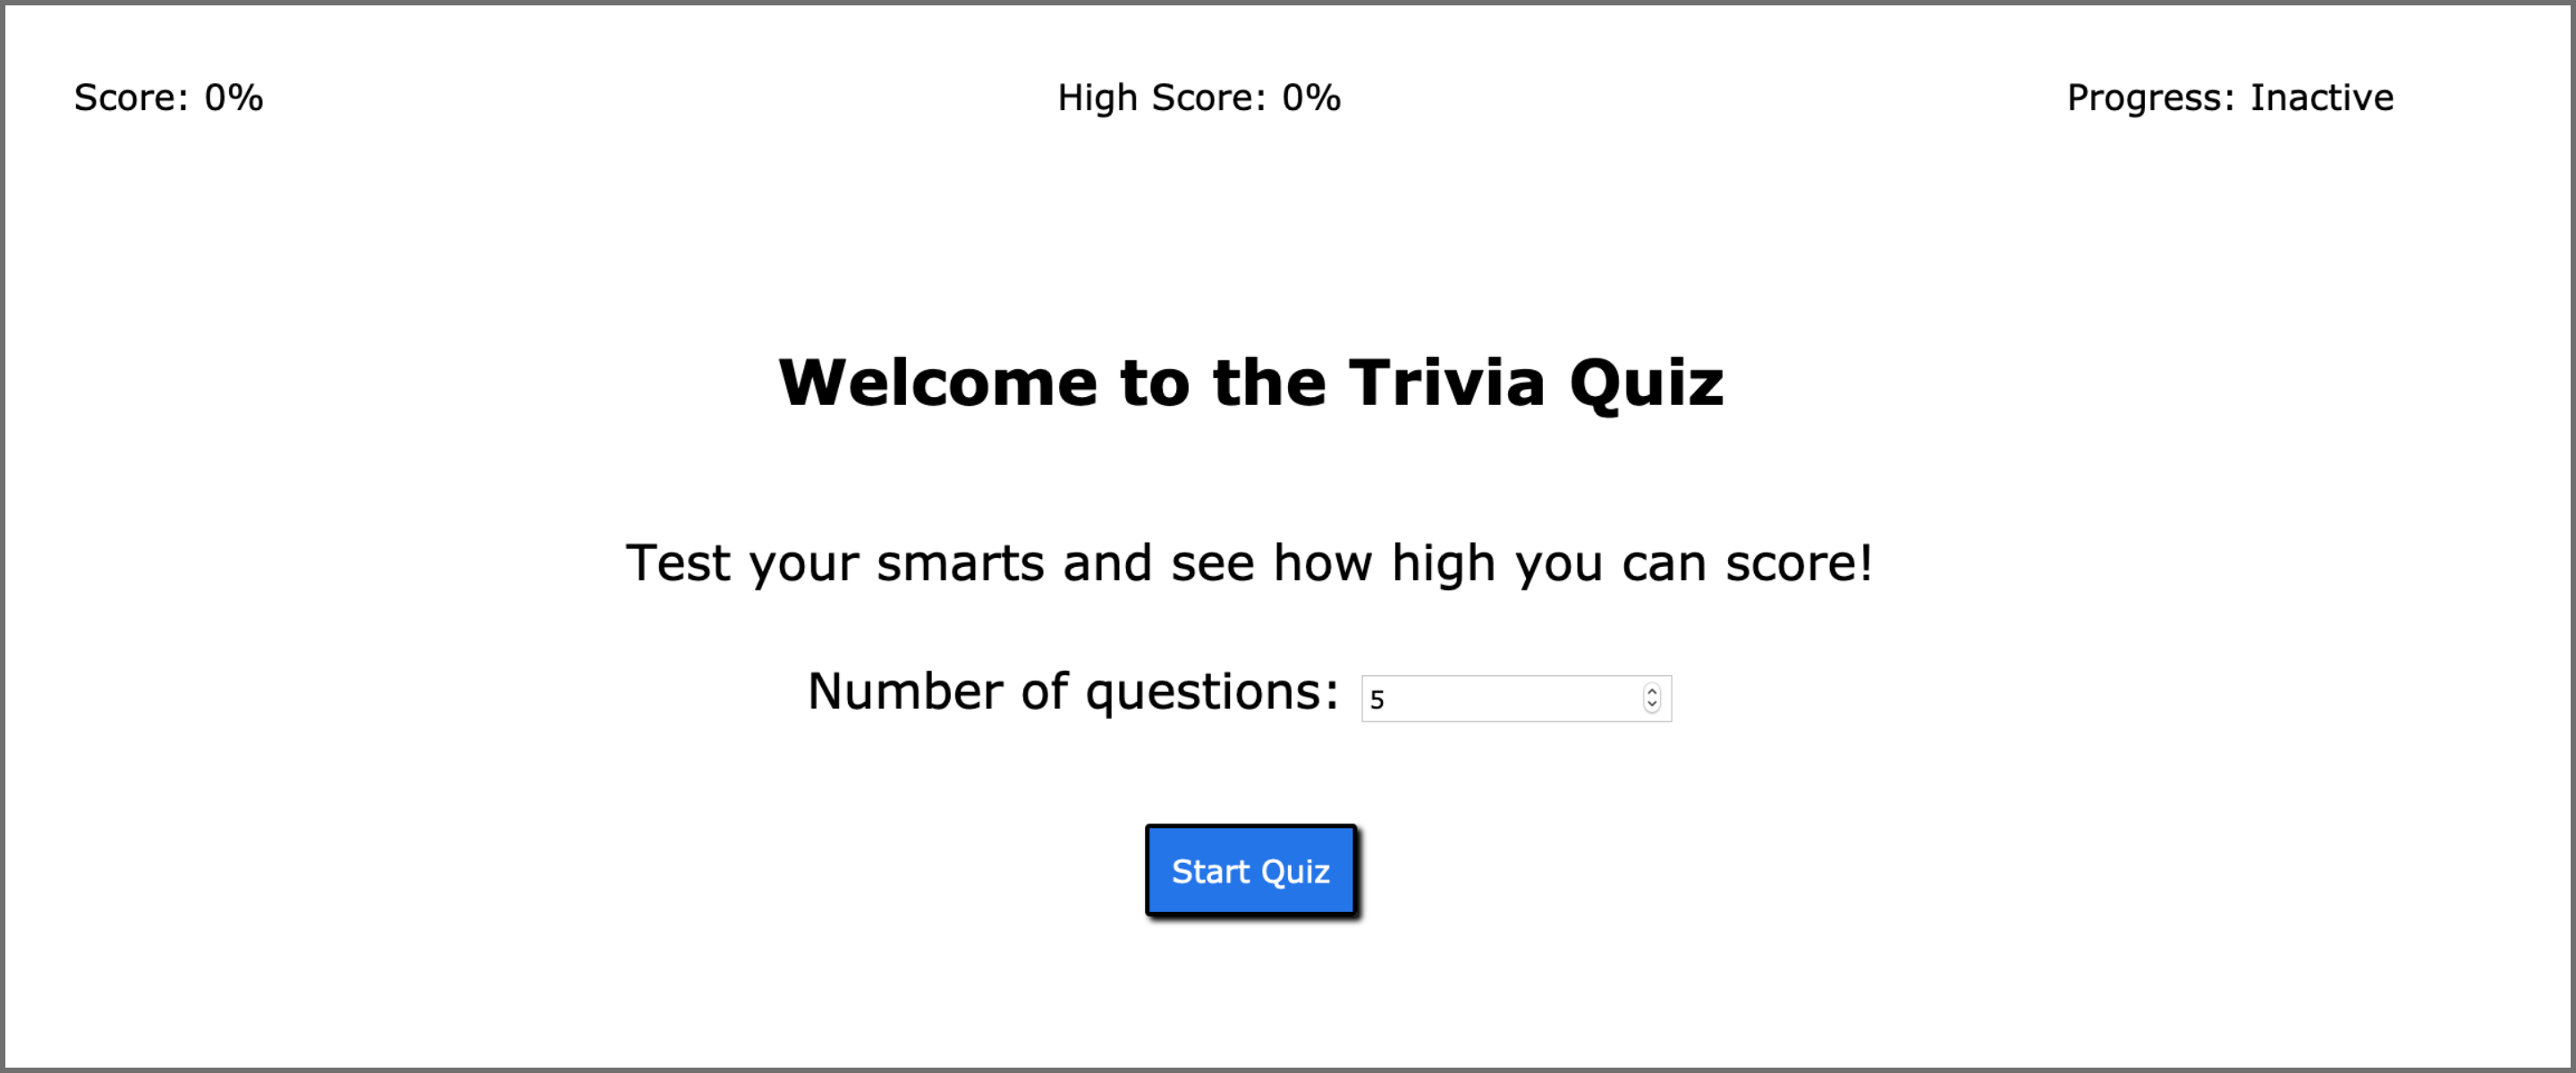 Score: 0%
High Score: 0%
Progress: Inactive
Welcome to the Trivia Quiz
Test your smarts and see how high you can score!
Number of questions: 5
Start Quiz